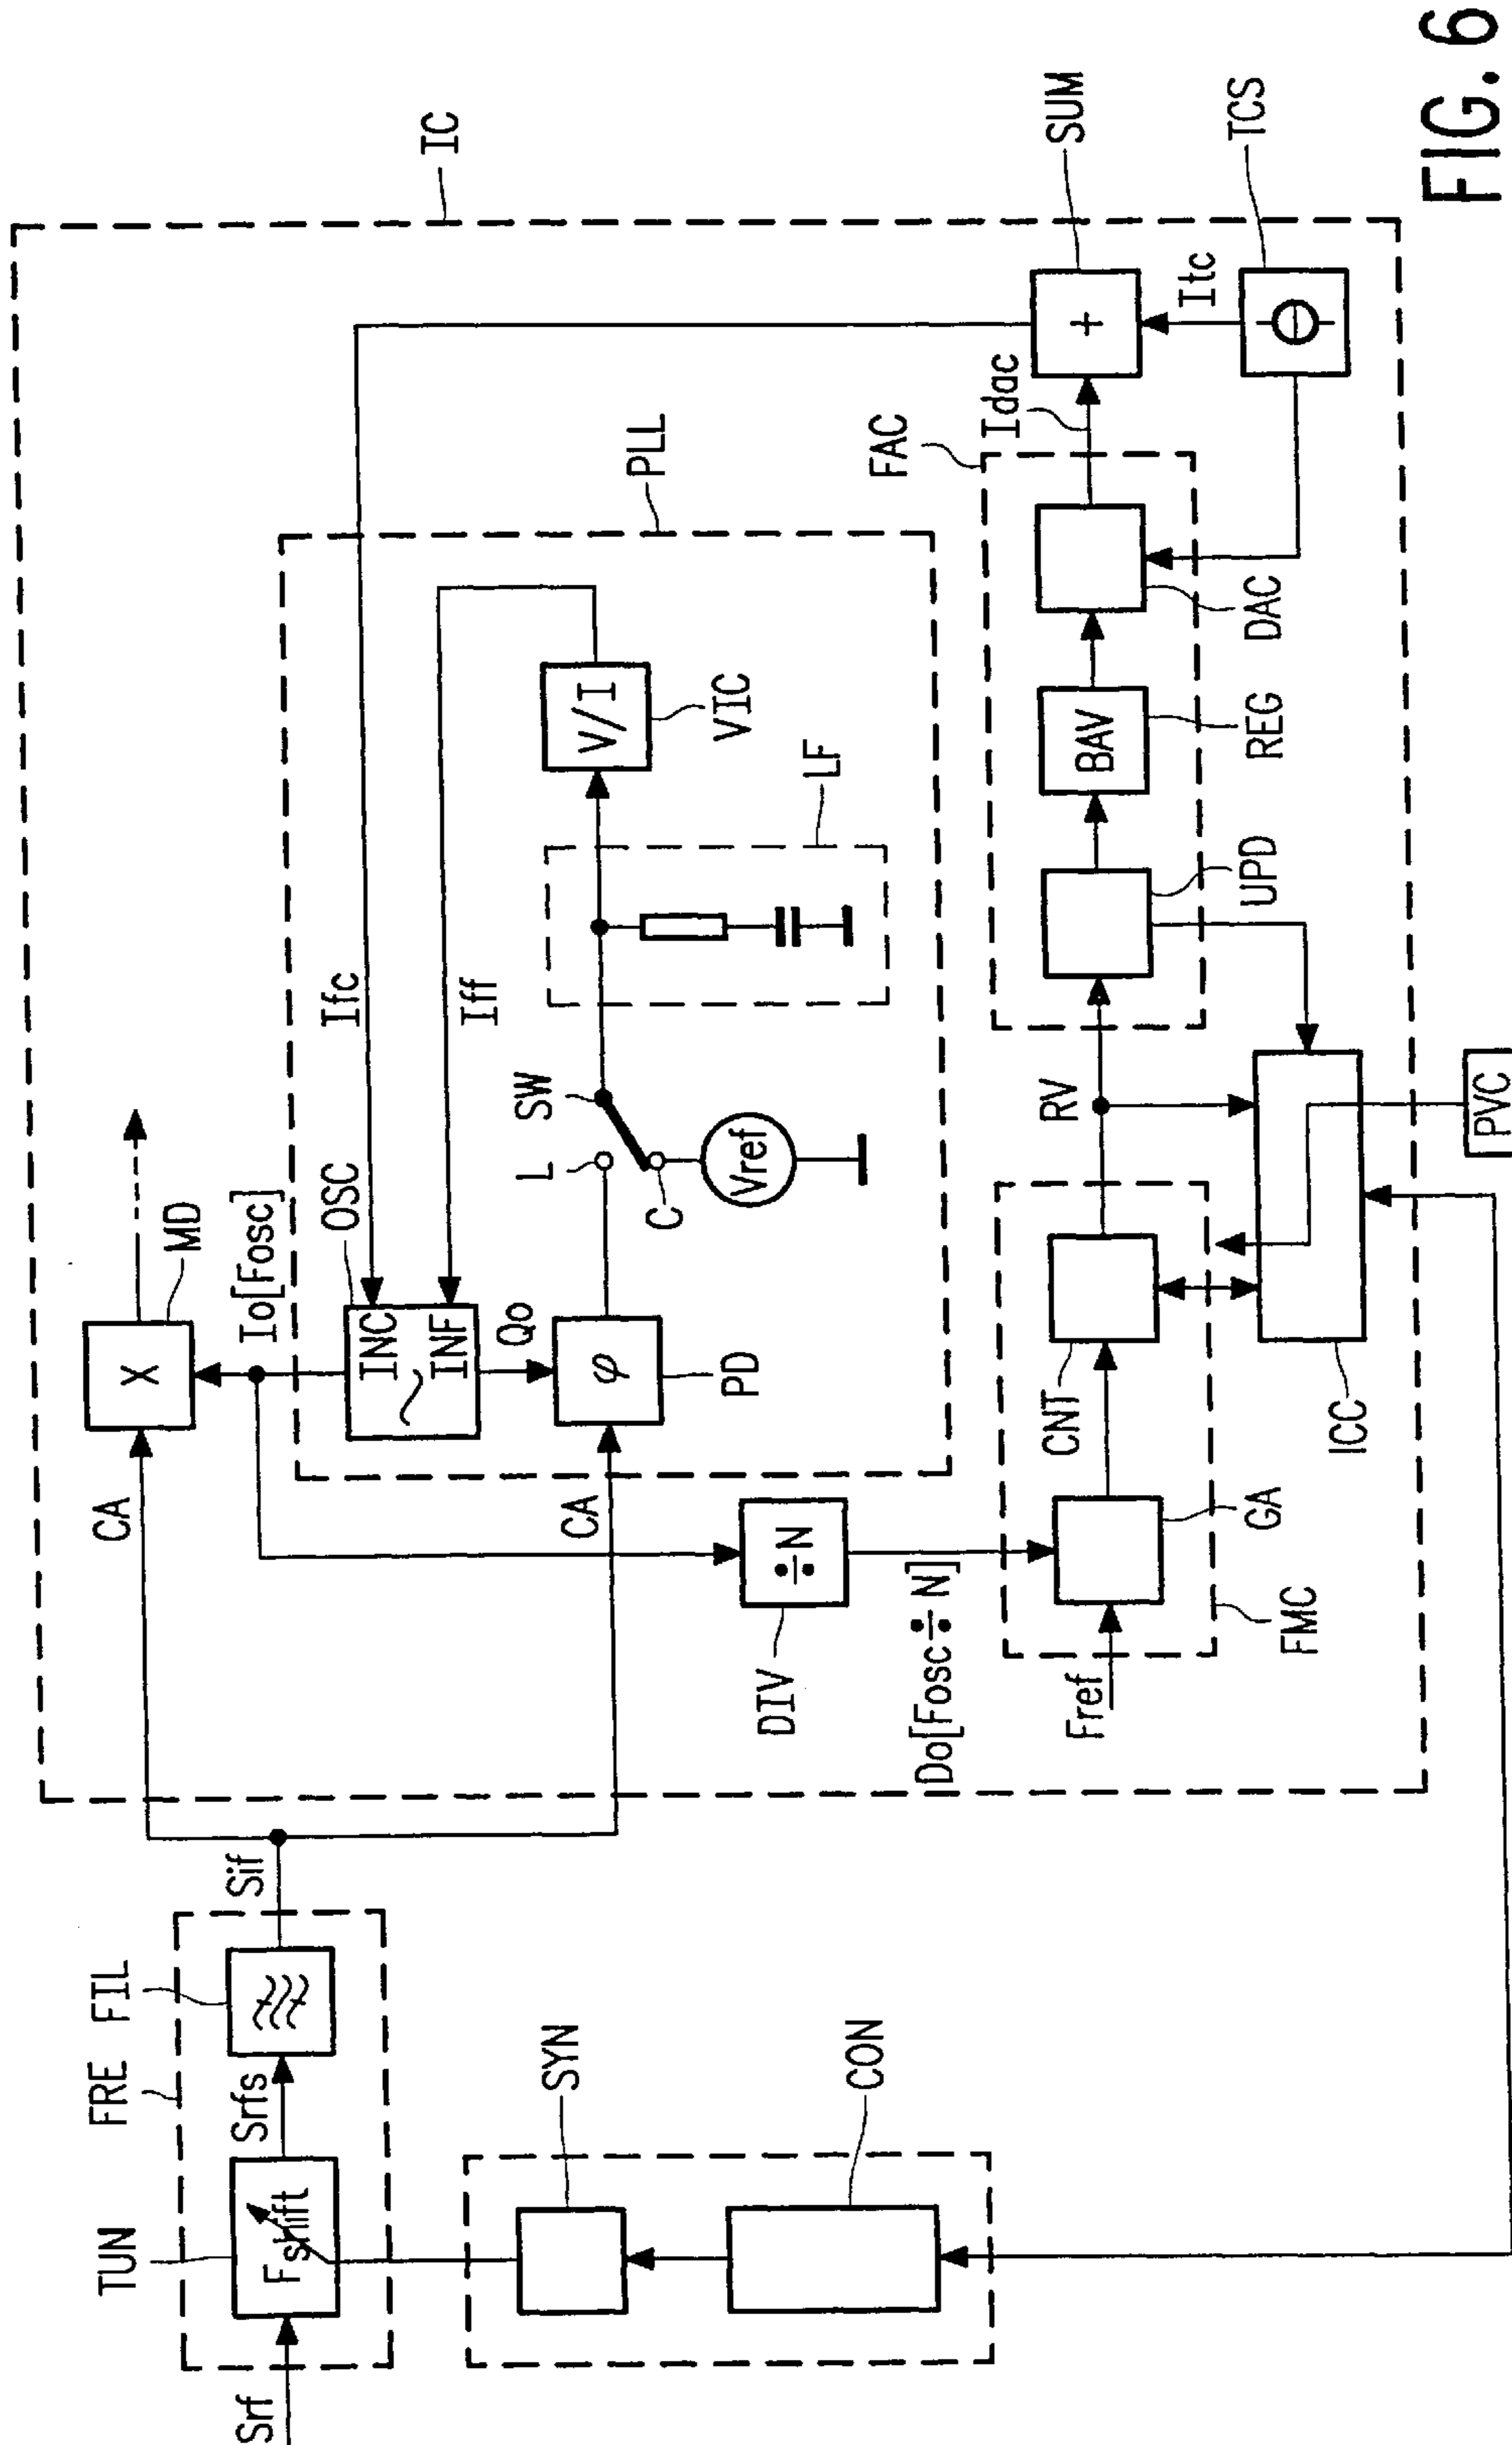 Srf
TUN
F shift
FRE
Srfs
FIL
Sif
SYN
CON
CA
X
MD
Io[Fosc]
IC
OSC
INC
INF
Qo
Ifc
Iff
PLL
CA
φ
PD
L
SW
C
Vref
LF
V/I
VIC
÷N
DIV
Do[Fosc÷N]
Fref
GA
FMC
CNT
RV
ICC
PVC
UPD
BAV
REG
DAC
FAC
Idac
+
SUM
Itc
TCS
FIG. 6